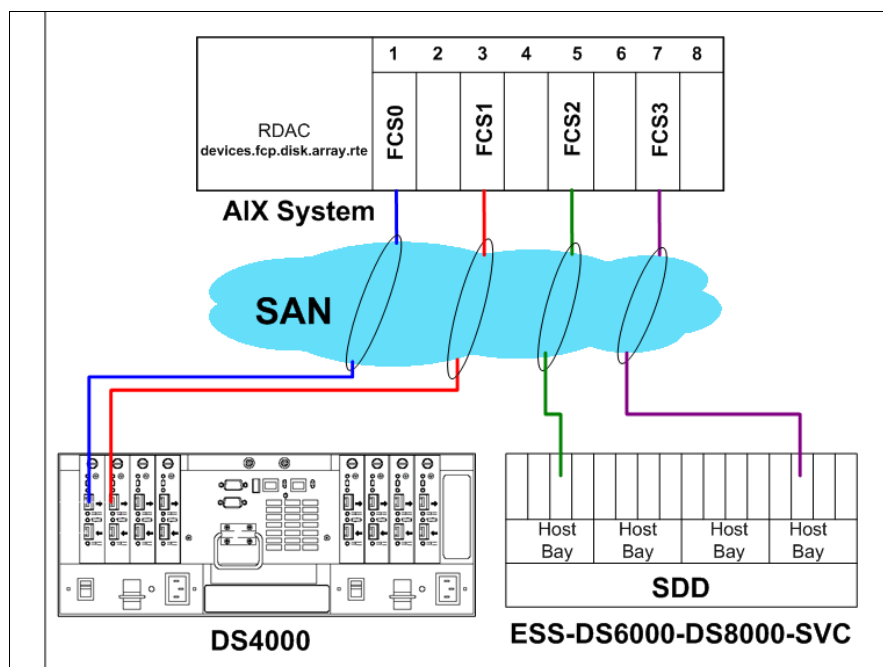 1 2 3 4 5 6 7 8
RDAC
devices.fcp.disk.array.rte
FCS0
FCS1
FCS2
FCS3
AIX System
SAN
Host Bay
Host Bay
Host Bay
Host Bay
SDD
DS4000
ESS-DS6000-DS8000-SVC